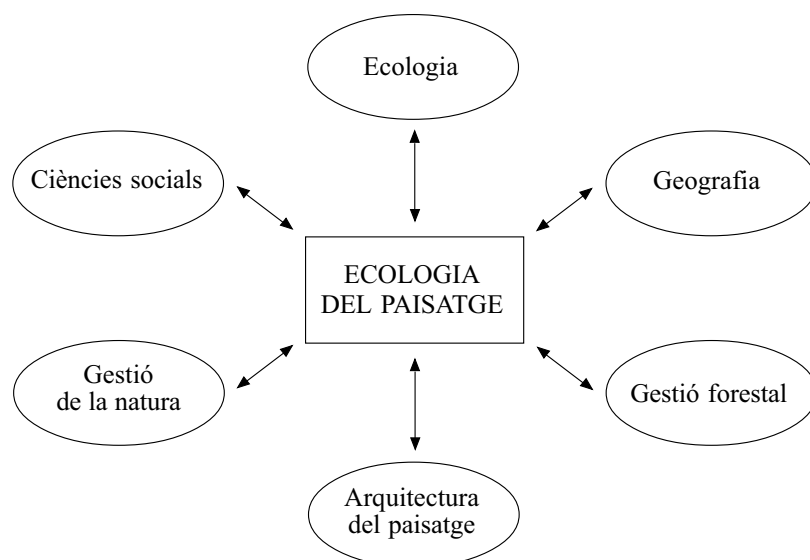 Ecologia
Ciències socials
Geografia
ECOLOGIA
DEL PAISATGE
Gestió
de la natura
Gestió forestal
Arquitectura
del paisatge